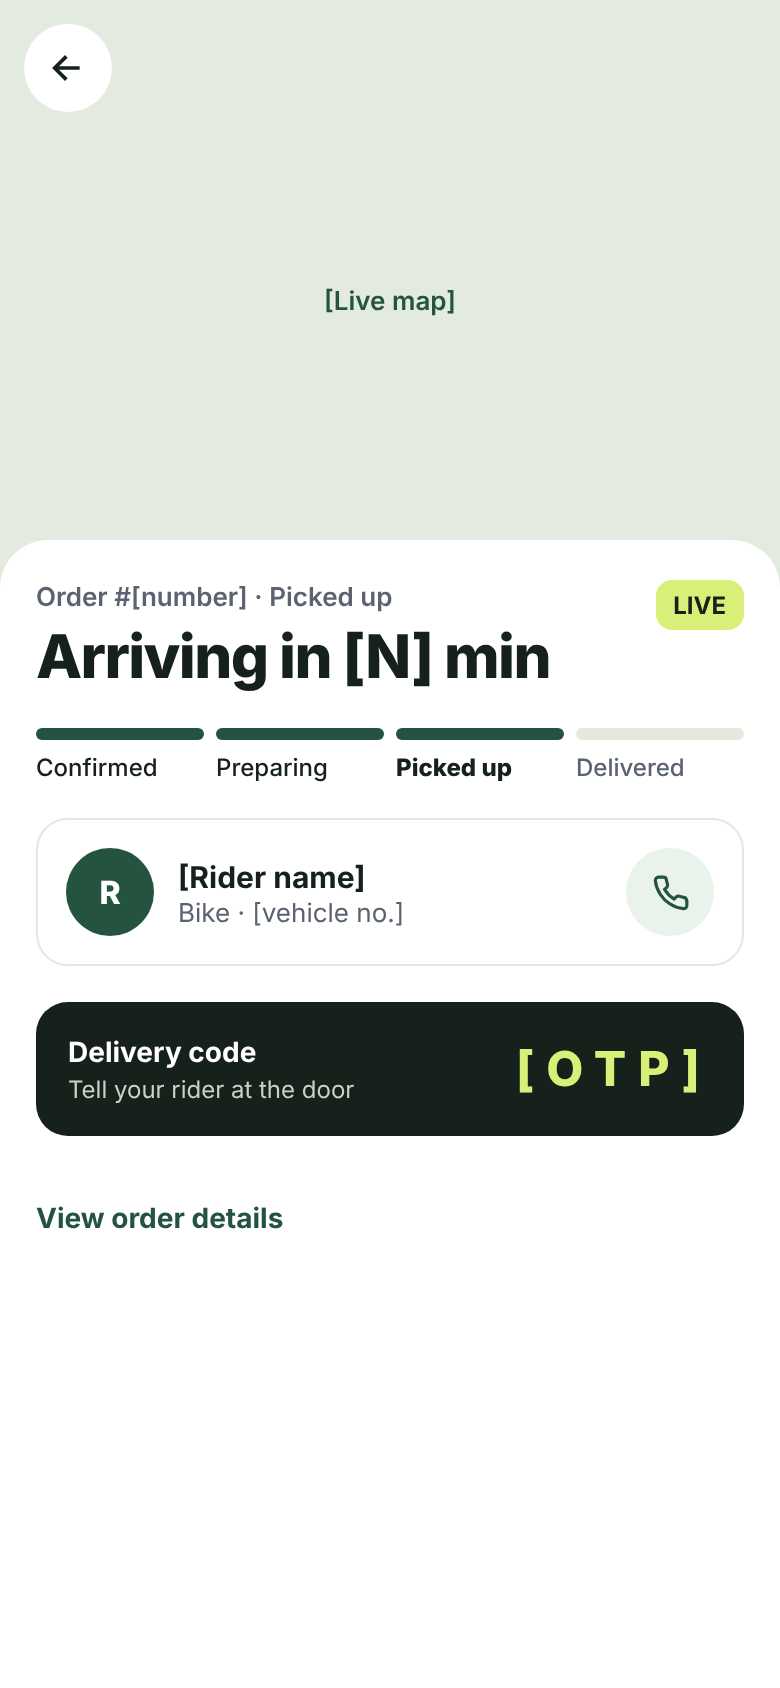 [Live map]
Order #[number] · Picked up
LIVE
Arriving in [N] min
Confirmed
Preparing
Picked up
Delivered
R
[Rider name]
Bike · [vehicle no.]
Delivery code
Tell your rider at the door
[OTP]
View order details